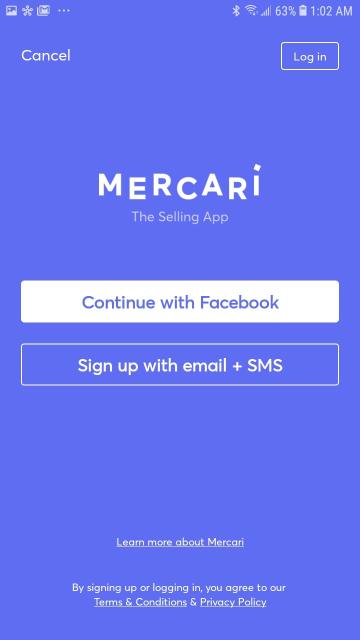 63% 1:02 AM
Cancel
Log in
MERCARI
The Selling App
Continue with Facebook
Sign up with email + SMS
Learn more about Mercari
By signing up or logging in, you agree to our
Terms & Conditions & Privacy Policy